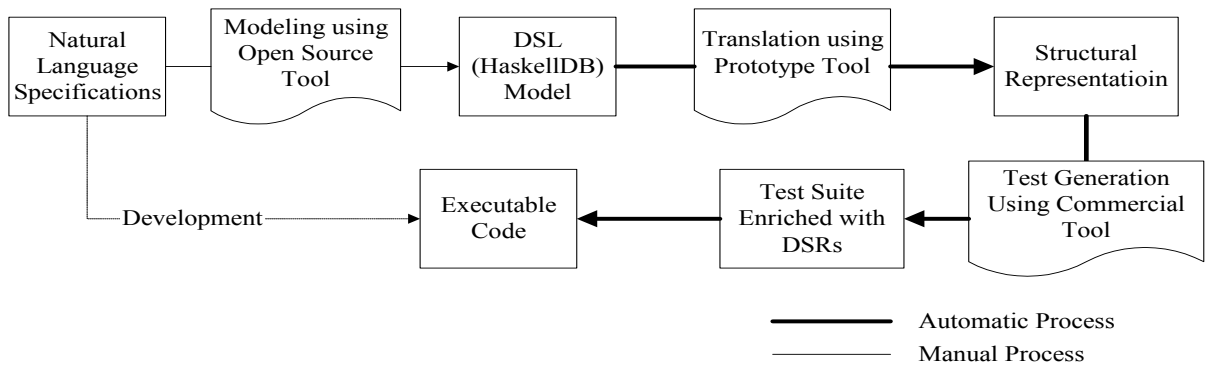 Natural
Language
Specifications
Modeling using
Open Source
Tool
DSL
(HaskellDB)
Model
Translation using
Prototype Tool
Structural
Representatioin
Development
Executable
Code
Test Suite
Enriched with
DSRs
Test Generation
Using Commercial
Tool
Automatic Process
Manual Process